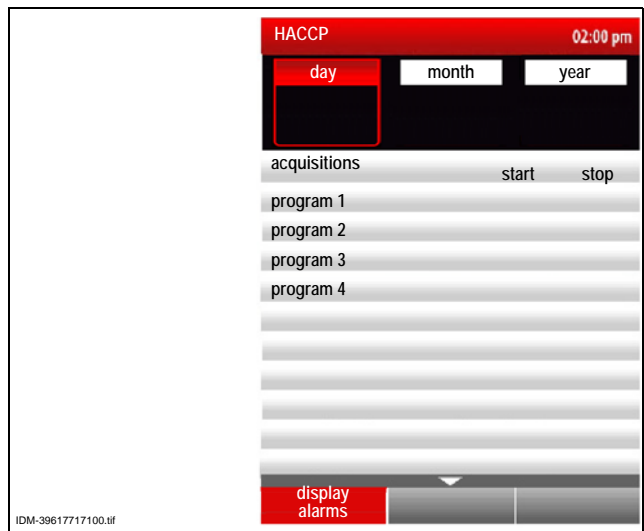 HACCP 02:00 pm
day month year
acquisitions start stop
program 1
program 2
program 3
program 4
display
alarms
IDM-39617717100.tif